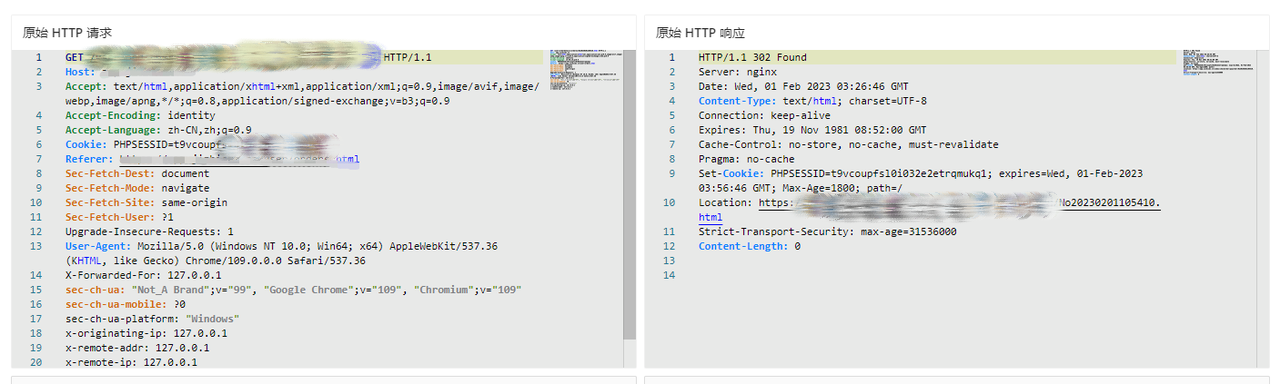 原始 HTTP 请求
1 GET / HTTP/1.1
2 Host:
3 Accept: text/html,application/xhtml+xml,application/xml;q=0.9,image/avif,image/
webp,image/apng,*/*;q=0.8,application/signed-exchange;v=b3;q=0.9
4 Accept-Encoding: identity
5 Accept-Language: zh-CN,zh;q=0.9
6 Cookie: PHPSESSID=t9vcoupfs
7 Referer: html
8 Sec-Fetch-Dest: document
9 Sec-Fetch-Mode: navigate
10 Sec-Fetch-Site: same-origin
11 Sec-Fetch-User: ?1
12 Upgrade-Insecure-Requests: 1
13 User-Agent: Mozilla/5.0 (Windows NT 10.0; Win64; x64) AppleWebKit/537.36
(KHTML, like Gecko) Chrome/109.0.0.0 Safari/537.36
14 X-Forwarded-For: 127.0.0.1
15 sec-ch-ua: "Not_A Brand";v="99", "Google Chrome";v="109", "Chromium";v="109"
16 sec-ch-ua-mobile: ?0
17 sec-ch-ua-platform: "Windows"
18 x-originating-ip: 127.0.0.1
19 x-remote-addr: 127.0.0.1
20 x-remote-ip: 127.0.0.1
原始 HTTP 响应
1 HTTP/1.1 302 Found
2 Server: nginx
3 Date: Wed, 01 Feb 2023 03:26:46 GMT
4 Content-Type: text/html; charset=UTF-8
5 Connection: keep-alive
6 Expires: Thu, 19 Nov 1981 08:52:00 GMT
7 Cache-Control: no-store, no-cache, must-revalidate
8 Pragma: no-cache
9 Set-Cookie: PHPSESSID=t9vcoupfsl0i032e2etrqmukq1; expires=Wed, 01-Feb-2023
03:56:46 GMT; Max-Age=1800; path=/
10 Location: https: No20230201105410.
html
11 Strict-Transport-Security: max-age=31536000
12 Content-Length: 0
13
14